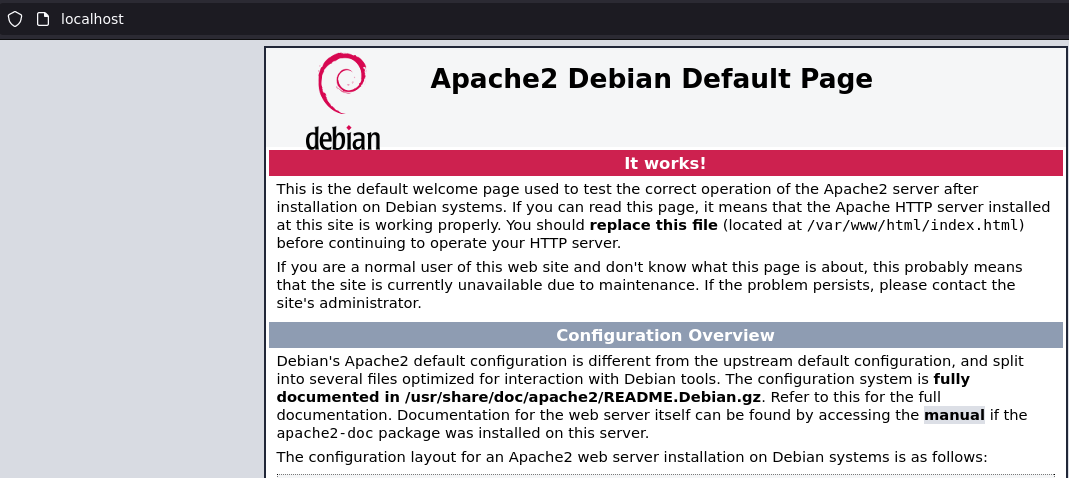 localhost
debian
Apache2 Debian Default Page
It works!
This is the default welcome page used to test the correct operation of the Apache2 server after
installation on Debian systems. If you can read this page, it means that the Apache HTTP server installed
at this site is working properly. You should replace this file (located at /var/www/html/index.html)
before continuing to operate your HTTP server.
If you are a normal user of this web site and don't know what this page is about, this probably means
that the site is currently unavailable due to maintenance. If the problem persists, please contact the
site's administrator.
Configuration Overview
Debian's Apache2 default configuration is different from the upstream default configuration, and split
into several files optimized for interaction with Debian tools. The configuration system is fully
documented in /usr/share/doc/apache2/README.Debian.gz. Refer to this for the full
documentation. Documentation for the web server itself can be found by accessing the manual if the
apache2-doc package was installed on this server.
The configuration layout for an Apache2 web server installation on Debian systems is as follows: